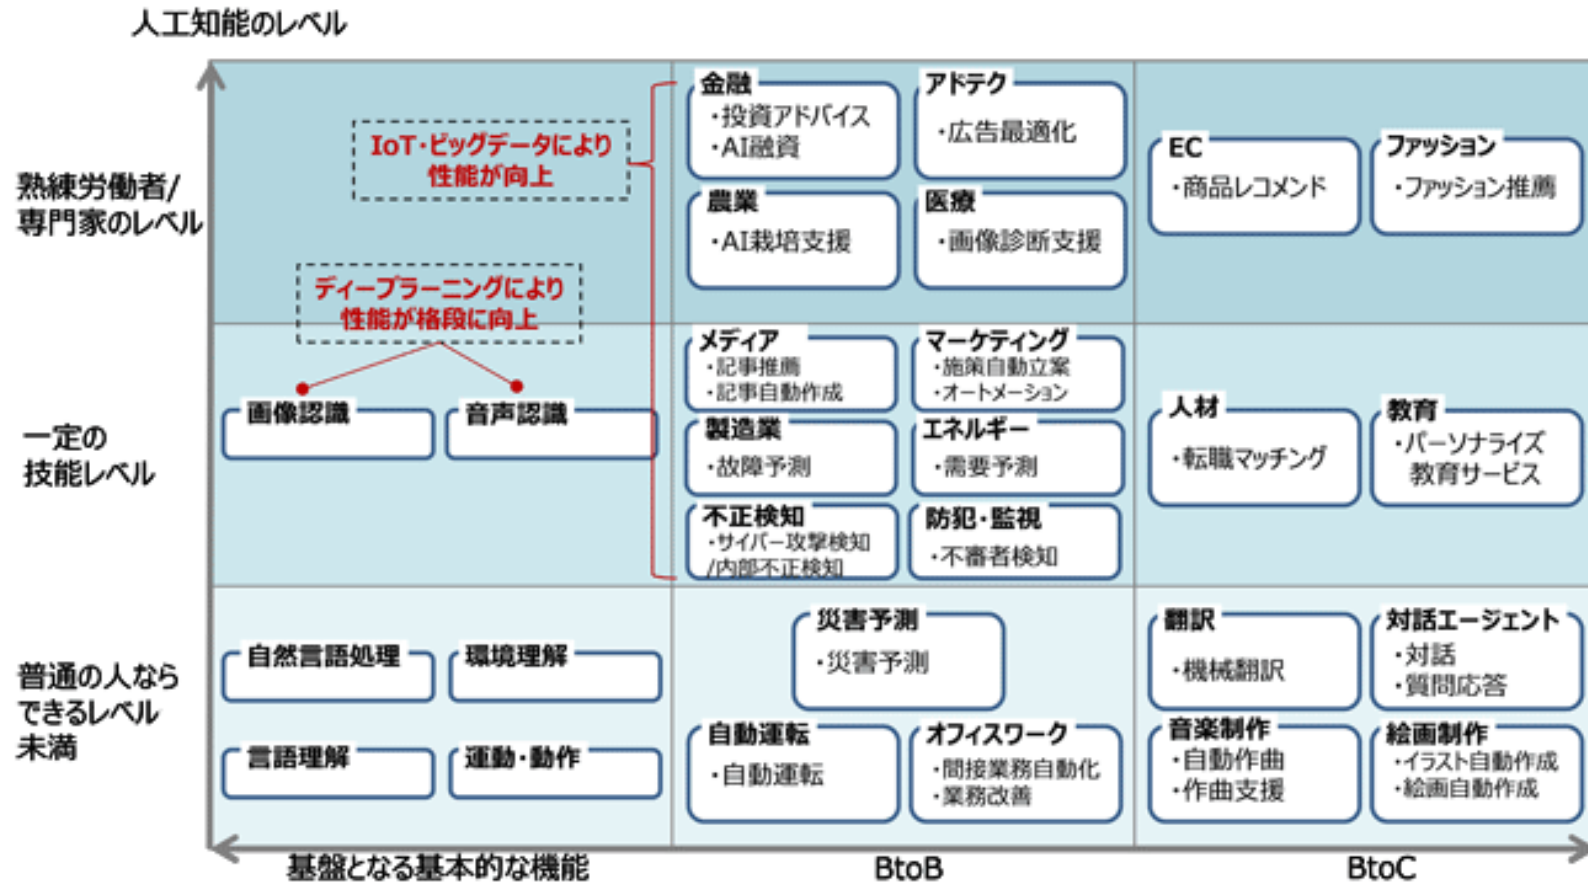 人工知能のレベル
熟練労働者/
専門家のレベル
IoT・ビッグデータにより
性能が向上
ディープラーニングにより
性能が格段に向上
金融
・投資アドバイス
・AI融資
アドテク
・広告最適化
農業
・AI栽培支援
医療
・画像診断支援
EC
・商品レコメンド
ファッション
・ファッション推薦
一定の
技能レベル
画像認識
音声認識
メディア
・記事推薦
・記事自動作成
マーケティング
・施策自動立案
・オートメーション
製造業
・故障予測
エネルギー
・需要予測
不正検知
・サイバー攻撃検知
/内部不正検知
防犯・監視
・不審者検知
人材
・転職マッチング
教育
・パーソナライズ
教育サービス
普通の人なら
できるレベル
未満
自然言語処理
環境理解
言語理解
運動・動作
災害予測
・災害予測
自動運転
・自動運転
オフィスワーク
・間接業務自動化
・業務改善
翻訳
・機械翻訳
対話エージェント
・対話
・質問応答
音楽制作
・自動作曲
・作曲支援
絵画制作
・イラスト自動作成
・絵画自動作成
基盤となる基本的な機能
BtoB
BtoC